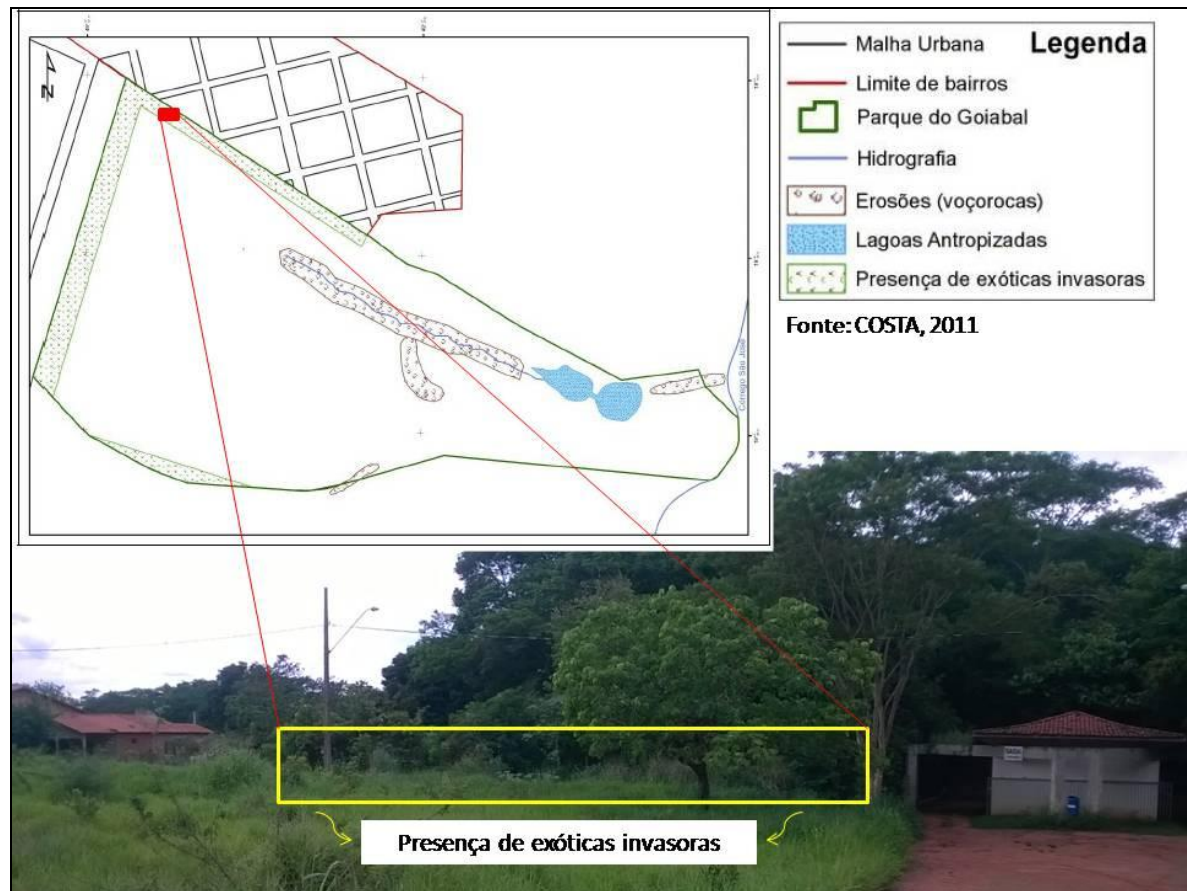 Legenda
Malha Urbana
Limite de bairros
Parque do Goiabal
Hidrografia
Erosões (voçorocas)
Lagoas Antropizadas
Presença de exóticas invasoras
Fonte: COSTA, 2011
N
Córrego São José
Presença de exóticas invasoras